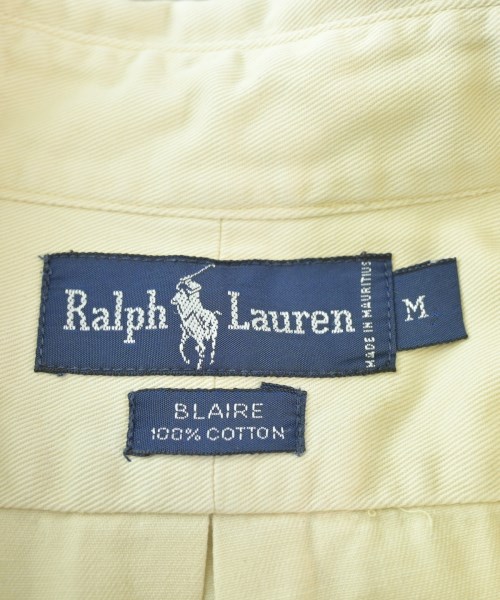 Ralph Lauren
MADE IN MAURITIUS
M
BLAIRE
100% COTTON